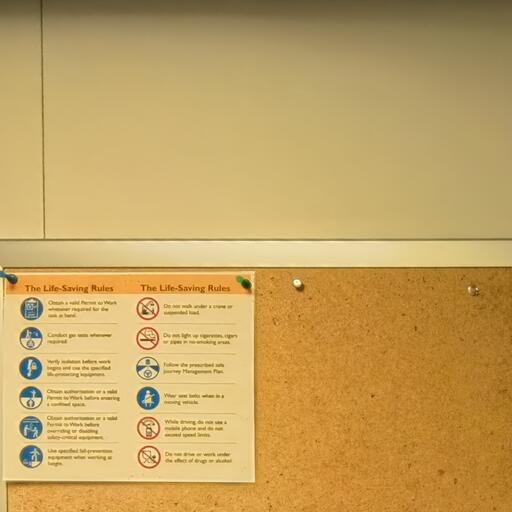 The Life-Saving Rules
Obtain a valid Permit to Work
whenever required for the
task at hand.
Conduct gas tests whenever
required.
Verify isolation before work
begins and use the specified
life-protecting equipment.
Obtain authorisation or a valid
Permit to Work before entering
a confined space.
Obtain authorisation or a valid
Permit to Work before
overriding or disabling
safety-critical equipment.
Use specified fall-prevention
equipment when working at
height.
The Life-Saving Rules
Do not walk under a crane or
suspended load.
Do not light up cigarettes, cigars
or pipes in no-smoking areas.
Follow the prescribed safe
Journey Management Plan.
Wear seat belts when in a
moving vehicle.
While driving, do not use a
mobile phone and do not
exceed speed limits.
Do not drive or work under
the effect of drugs or alcohol